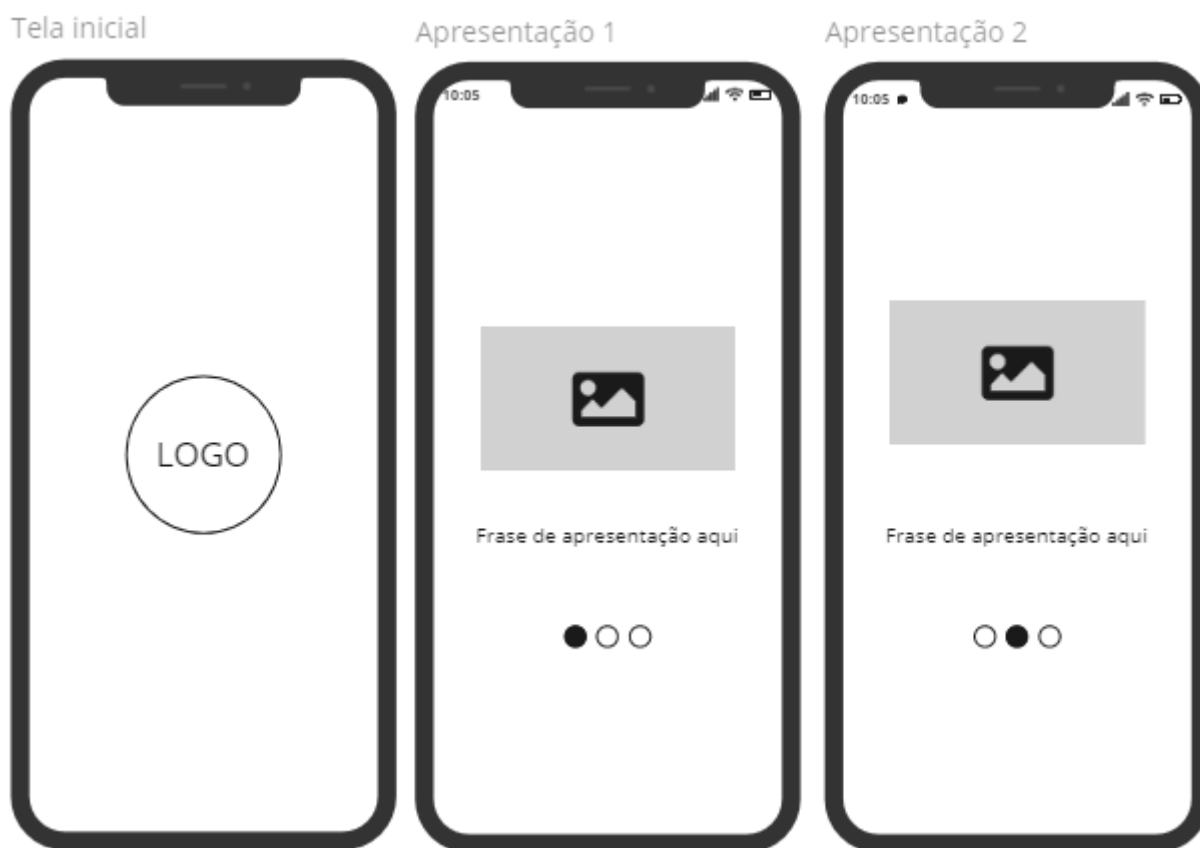 Tela inicial
Apresentação 1
Apresentação 2
10:05
10:05
LOGO
Frase de apresentação aqui
Frase de apresentação aqui